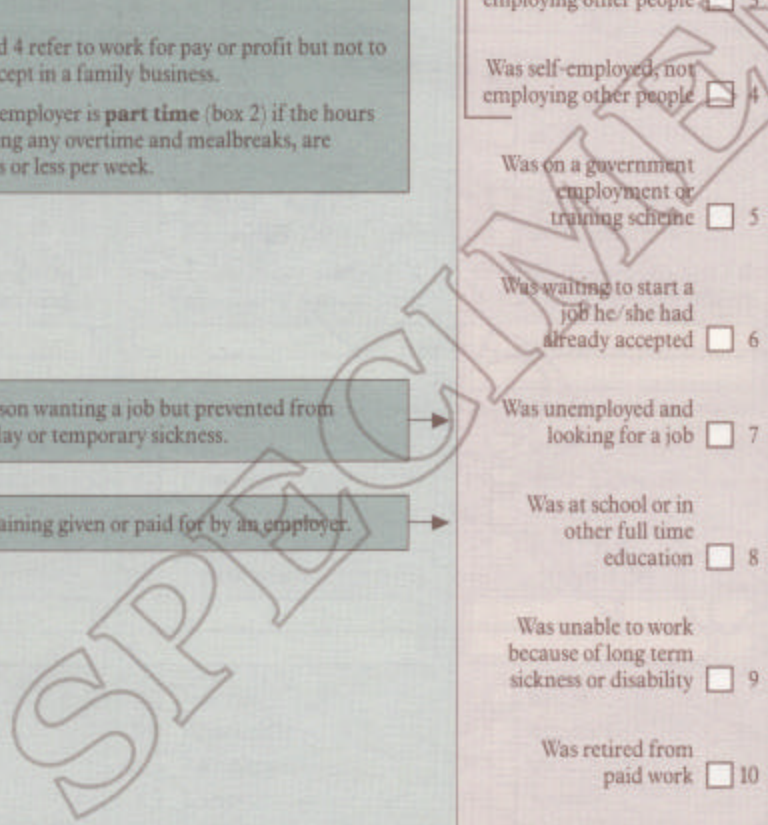 d 4 refer to work for pay or profit but not to
cept in a family business.
employer is part time (box 2) if the hours
ng any overtime and mealbreaks, are
s or less per week.
son wanting a job but prevented from
lay or temporary sickness.
aining given or paid for by an employer.
employing other people 3
Was self-employed, not
employing other people 4
Was on a government
employment or
training scheme 5
Was waiting to start a
job he/she had
already accepted 6
Was unemployed and
looking for a job 7
Was at school or in
other full time
education 8
Was unable to work
because of long term
sickness or disability 9
Was retired from
paid work 10
SPECIMEN